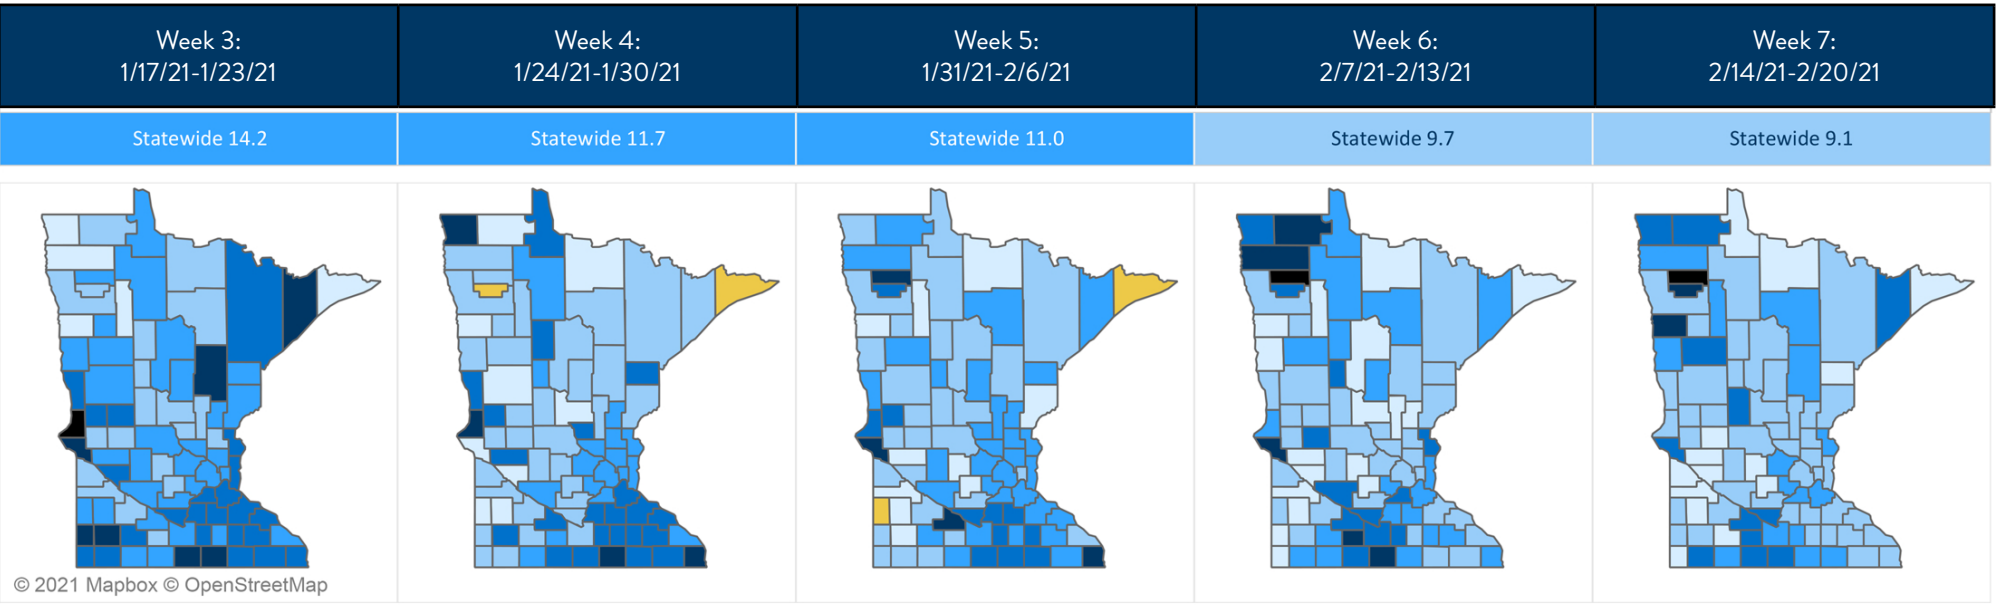 Week 3:
1/17/21-1/23/21
Week 4:
1/24/21-1/30/21
Week 5:
1/31/21-2/6/21
Week 6:
2/7/21-2/13/21
Week 7:
2/14/21-2/20/21
Statewide 14.2
Statewide 11.7
Statewide 11.0
Statewide 9.7
Statewide 9.1
© 2021 Mapbox © OpenStreetMap